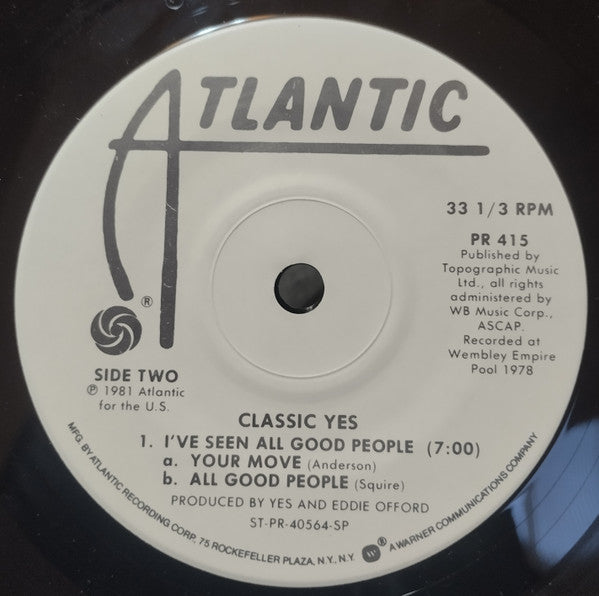 ATLANTIC
®
33 1/3 RPM
PR 415
Published by
Topographic Music
Ltd., all rights
administered by
WB Music Corp.,
ASCAP.
Recorded at
Wembley Empire
Pool 1978
SIDE TWO
℗ 1981 Atlantic
for the U.S.
CLASSIC YES
1. I'VE SEEN ALL GOOD PEOPLE (7:00)
a. YOUR MOVE (Anderson)
b. ALL GOOD PEOPLE (Squire)
PRODUCED BY YES AND EDDIE OFFORD
ST-PR-40564-SP
MFG. BY ATLANTIC RECORDING CORP., 75 ROCKEFELLER PLAZA, N.Y., N.Y. W ® A WARNER COMMUNICATIONS COMPANY